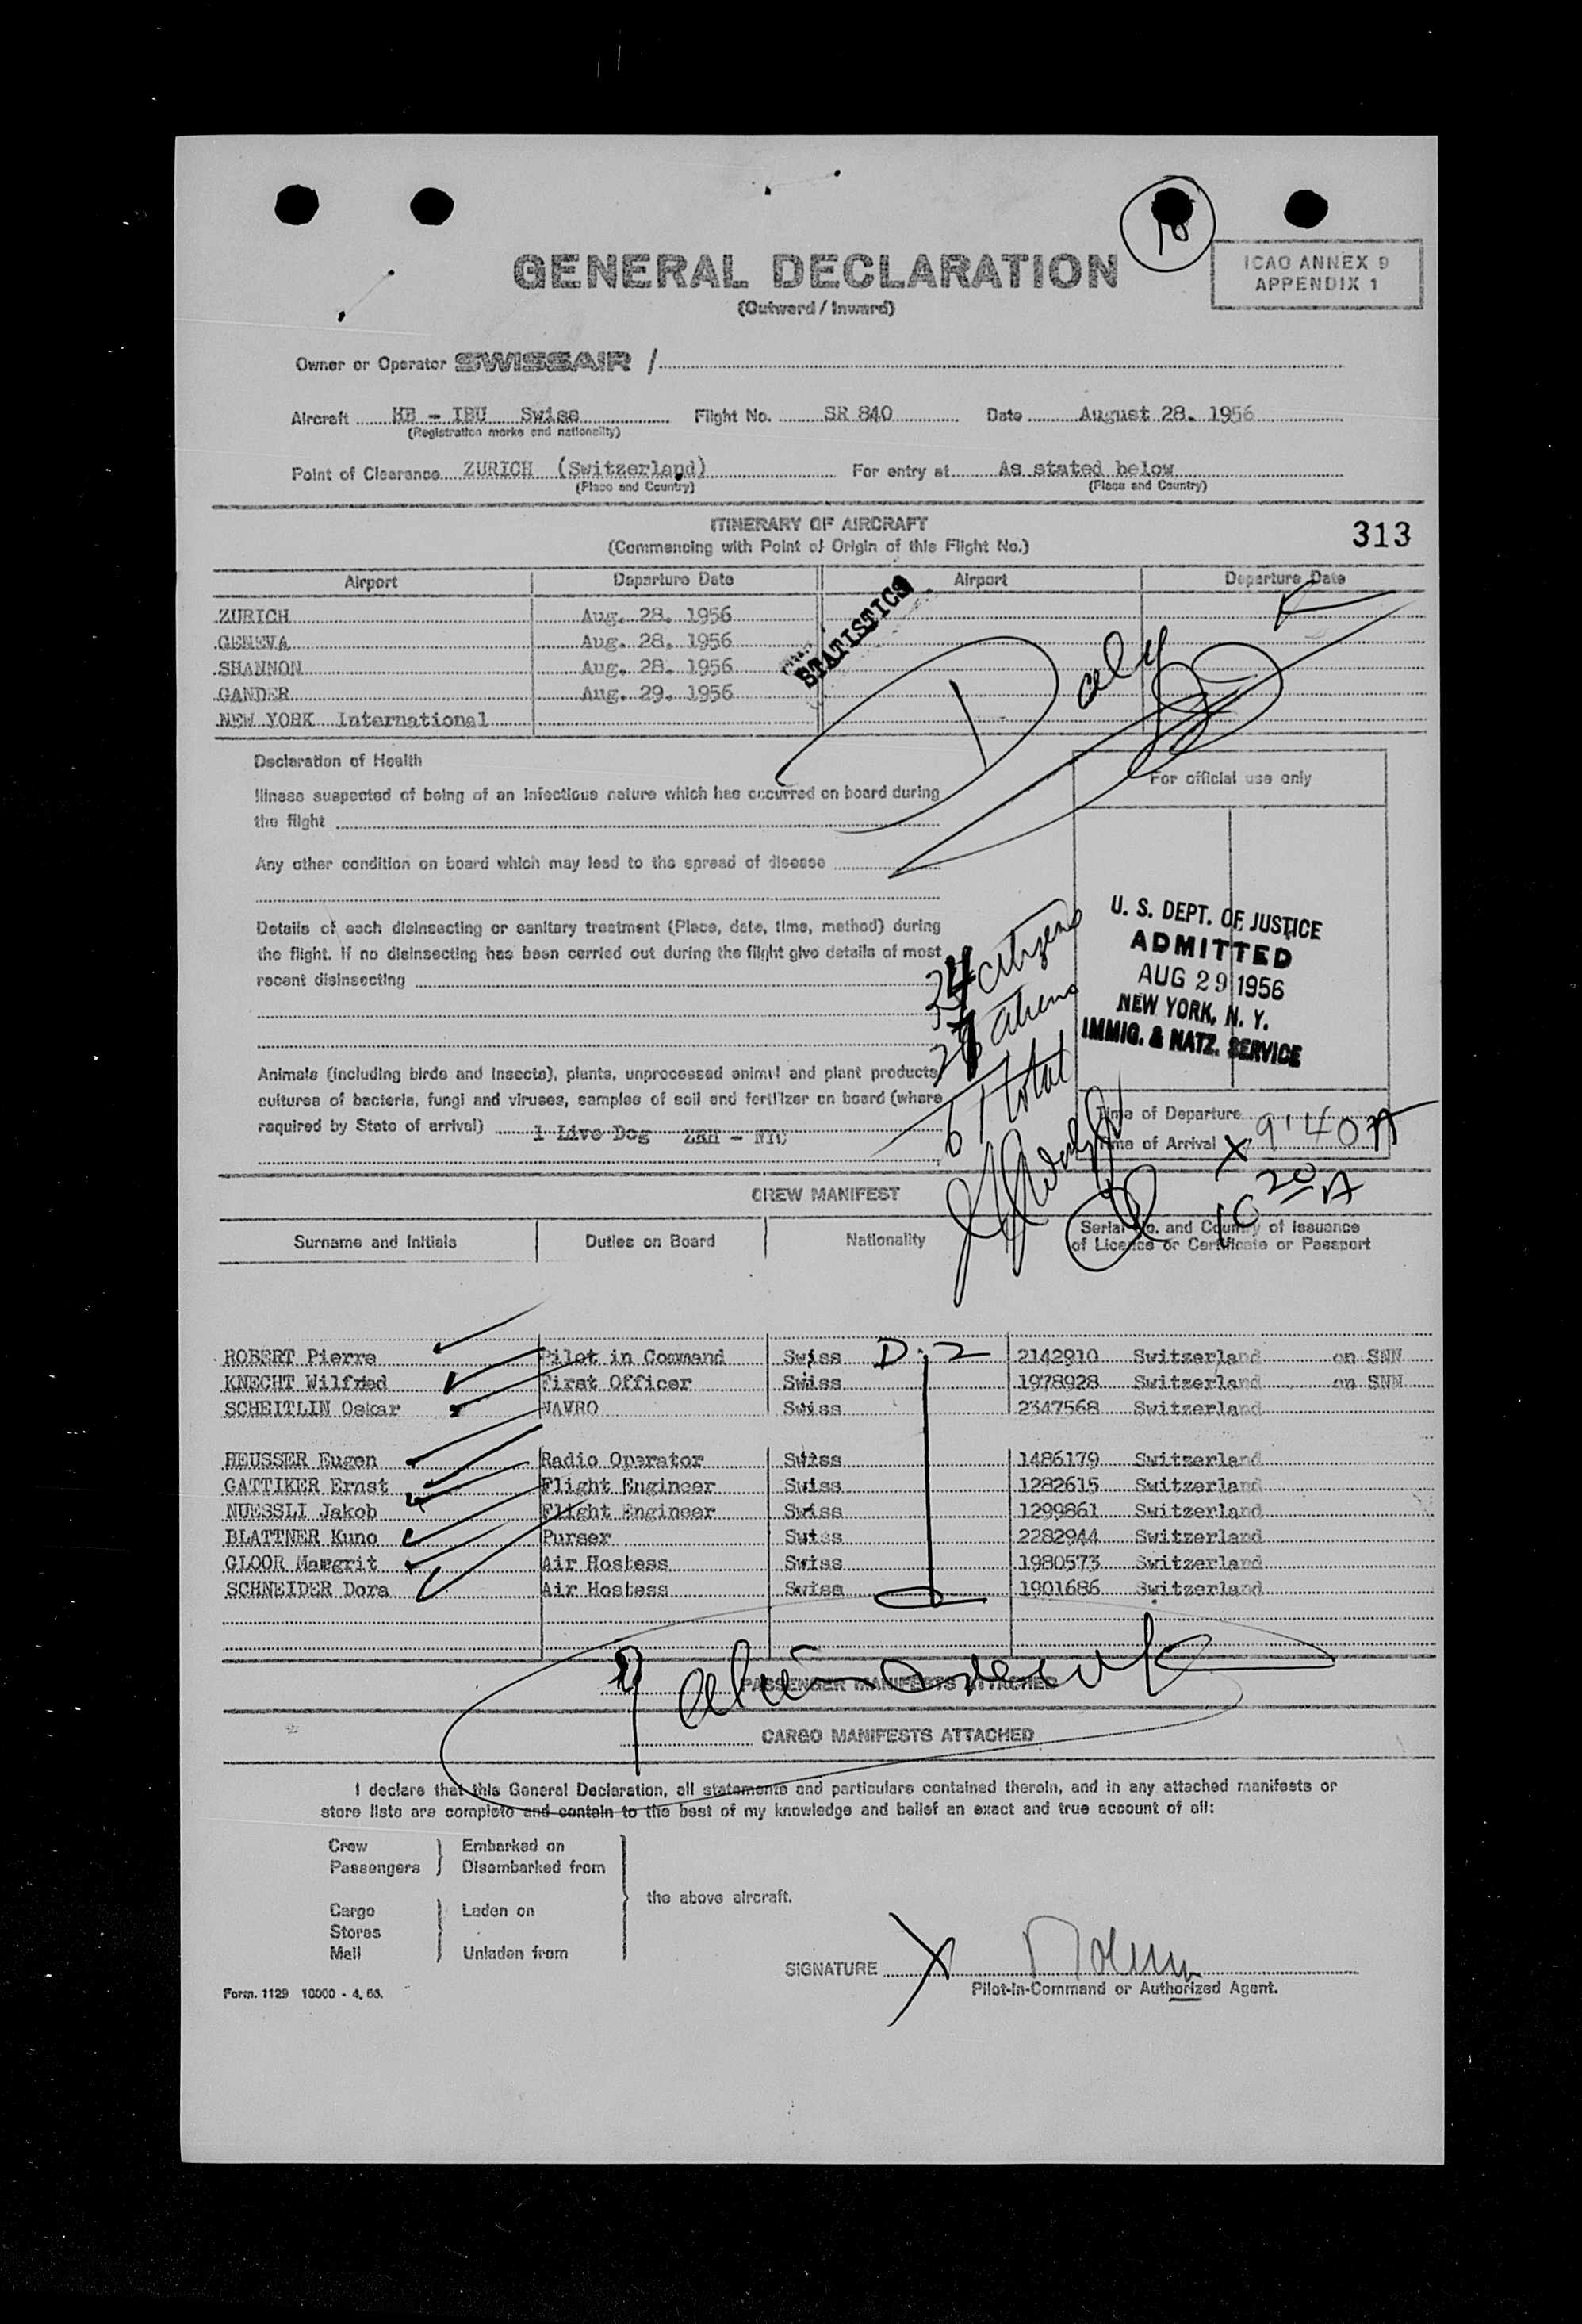 18
GENERAL DECLARATION
(Outward / Inward)
ICAO ANNEX 9
APPENDIX 1
Owner or Operator SWISSAIR /
Aircraft HB - IBU Swiss Flight No. SR 840 Date August 28. 1956
(Registration marks and nationality)
Point of Clearance ZURICH (Switzerland) For entry at As stated below
(Place and Country) (Place and Country)
ITINERARY OF AIRCRAFT
(Commencing with Point of Origin of this Flight No.)
313
Airport Departure Date Airport Departure Date
ZURICH Aug. 28. 1956
GENEVA Aug. 28. 1956
SHANNON Aug. 28. 1956
GANDER Aug. 29. 1956
NEW YORK International
STATISTICS
Daly
Declaration of Health
Illness suspected of being of an infectious nature which has occurred on board during
the flight
Any other condition on board which may lead to the spread of disease
Details of each disinsecting or sanitary treatment (Place, date, time, method) during
the flight. If no disinsecting has been carried out during the flight give details of most
recent disinsecting
Animals (including birds and insects), plants, unprocessed animal and plant products,
cultures of bacteria, fungi and viruses, samples of soil and fertilizer on board (where
required by State of arrival) 1 Live Dog ZRH - NYC
34 citizens
27 aliens
61 total
For official use only
U. S. DEPT. OF JUSTICE
ADMITTED
AUG 29 1956
NEW YORK, N. Y.
IMMIG. & NATZ. SERVICE
Time of Departure 9'40 A
Time of Arrival X
10 20 A
CREW MANIFEST
Surname and Initials Duties on Board Nationality Serial No. and Country of Issuance
of Licence or Certificate or Passport
ROBERT Pierre Pilot in Command Swiss D-2 2142910 Switzerland on SNN
KNECHT Wilfried First Officer Swiss 1978928 Switzerland on SNN
SCHEITLIN Oskar NAVRO Swiss 2347568 Switzerland
HEUSSER Eugen Radio Operator Swiss 1486179 Switzerland
GATTIKER Ernst Flight Engineer Swiss 1282615 Switzerland
NUESSLI Jakob Flight Engineer Swiss 1299861 Switzerland
BLATTNER Kuno Purser Swiss 2282944 Switzerland
GLOOR Margrit Air Hostess Swiss 1980573 Switzerland
SCHNEIDER Dora Air Hostess Swiss 1901686 Switzerland
9 alien crew ck
PASSENGER MANIFESTS ATTACHED
CARGO MANIFESTS ATTACHED
I declare that this General Declaration, all statements and particulars contained therein, and in any attached manifests or
store lists are complete and contain to the best of my knowledge and belief an exact and true account of all:
Crew Embarked on
Passengers Disembarked from
the above aircraft.
Cargo Laden on
Stores
Mail Unladen from
SIGNATURE X
Pilot-in-Command or Authorized Agent.
Form. 1129 10000 - 4. 56.